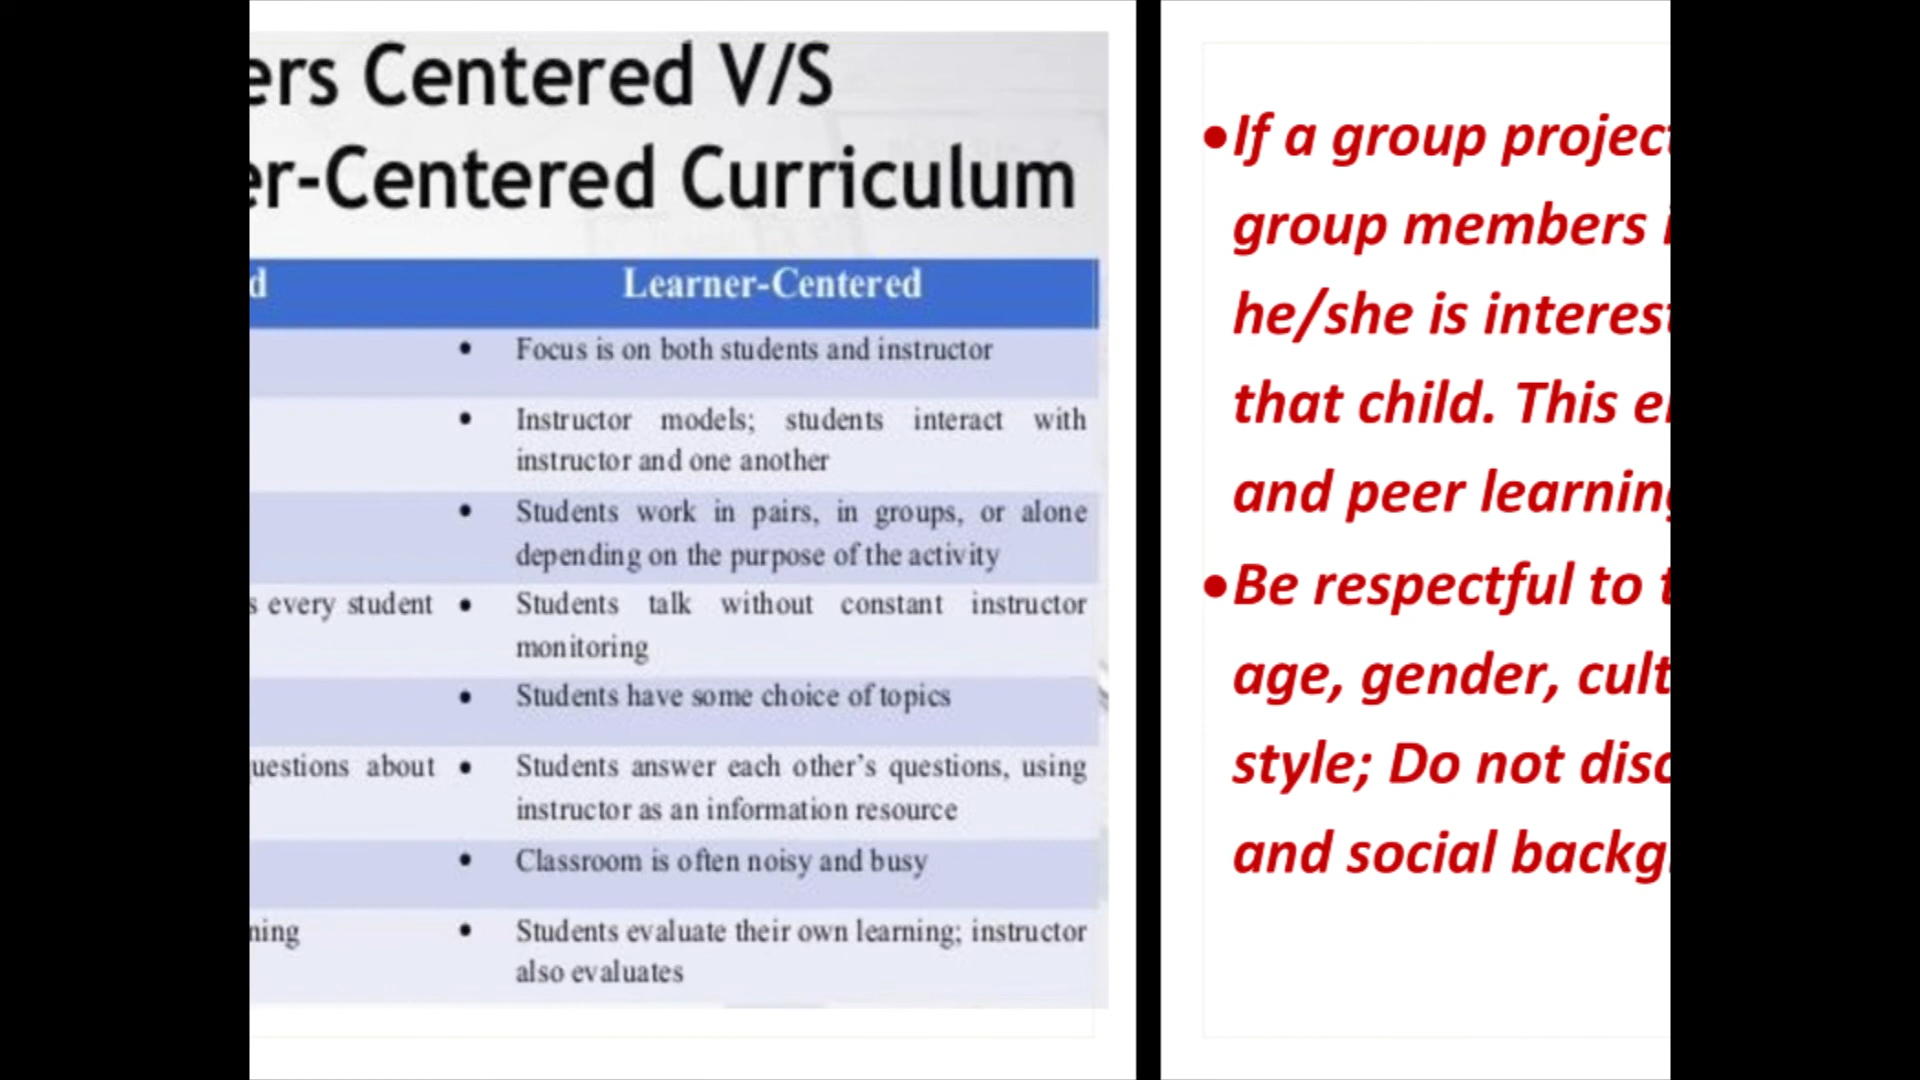 ers Centered V/S
er-Centered Curriculum
d Learner-Centered
• Focus is on both students and instructor
• Instructor models; students interact with
instructor and one another
• Students work in pairs, in groups, or alone
depending on the purpose of the activity
s every student • Students talk without constant instructor
monitoring
• Students have some choice of topics
uestions about • Students answer each other's questions, using
instructor as an information resource
• Classroom is often noisy and busy
ning • Students evaluate their own learning; instructor
also evaluates
•If a group projec
group members
he/she is interes
that child. This e
and peer learning
•Be respectful to t
age, gender, cult
style; Do not disc
and social backg